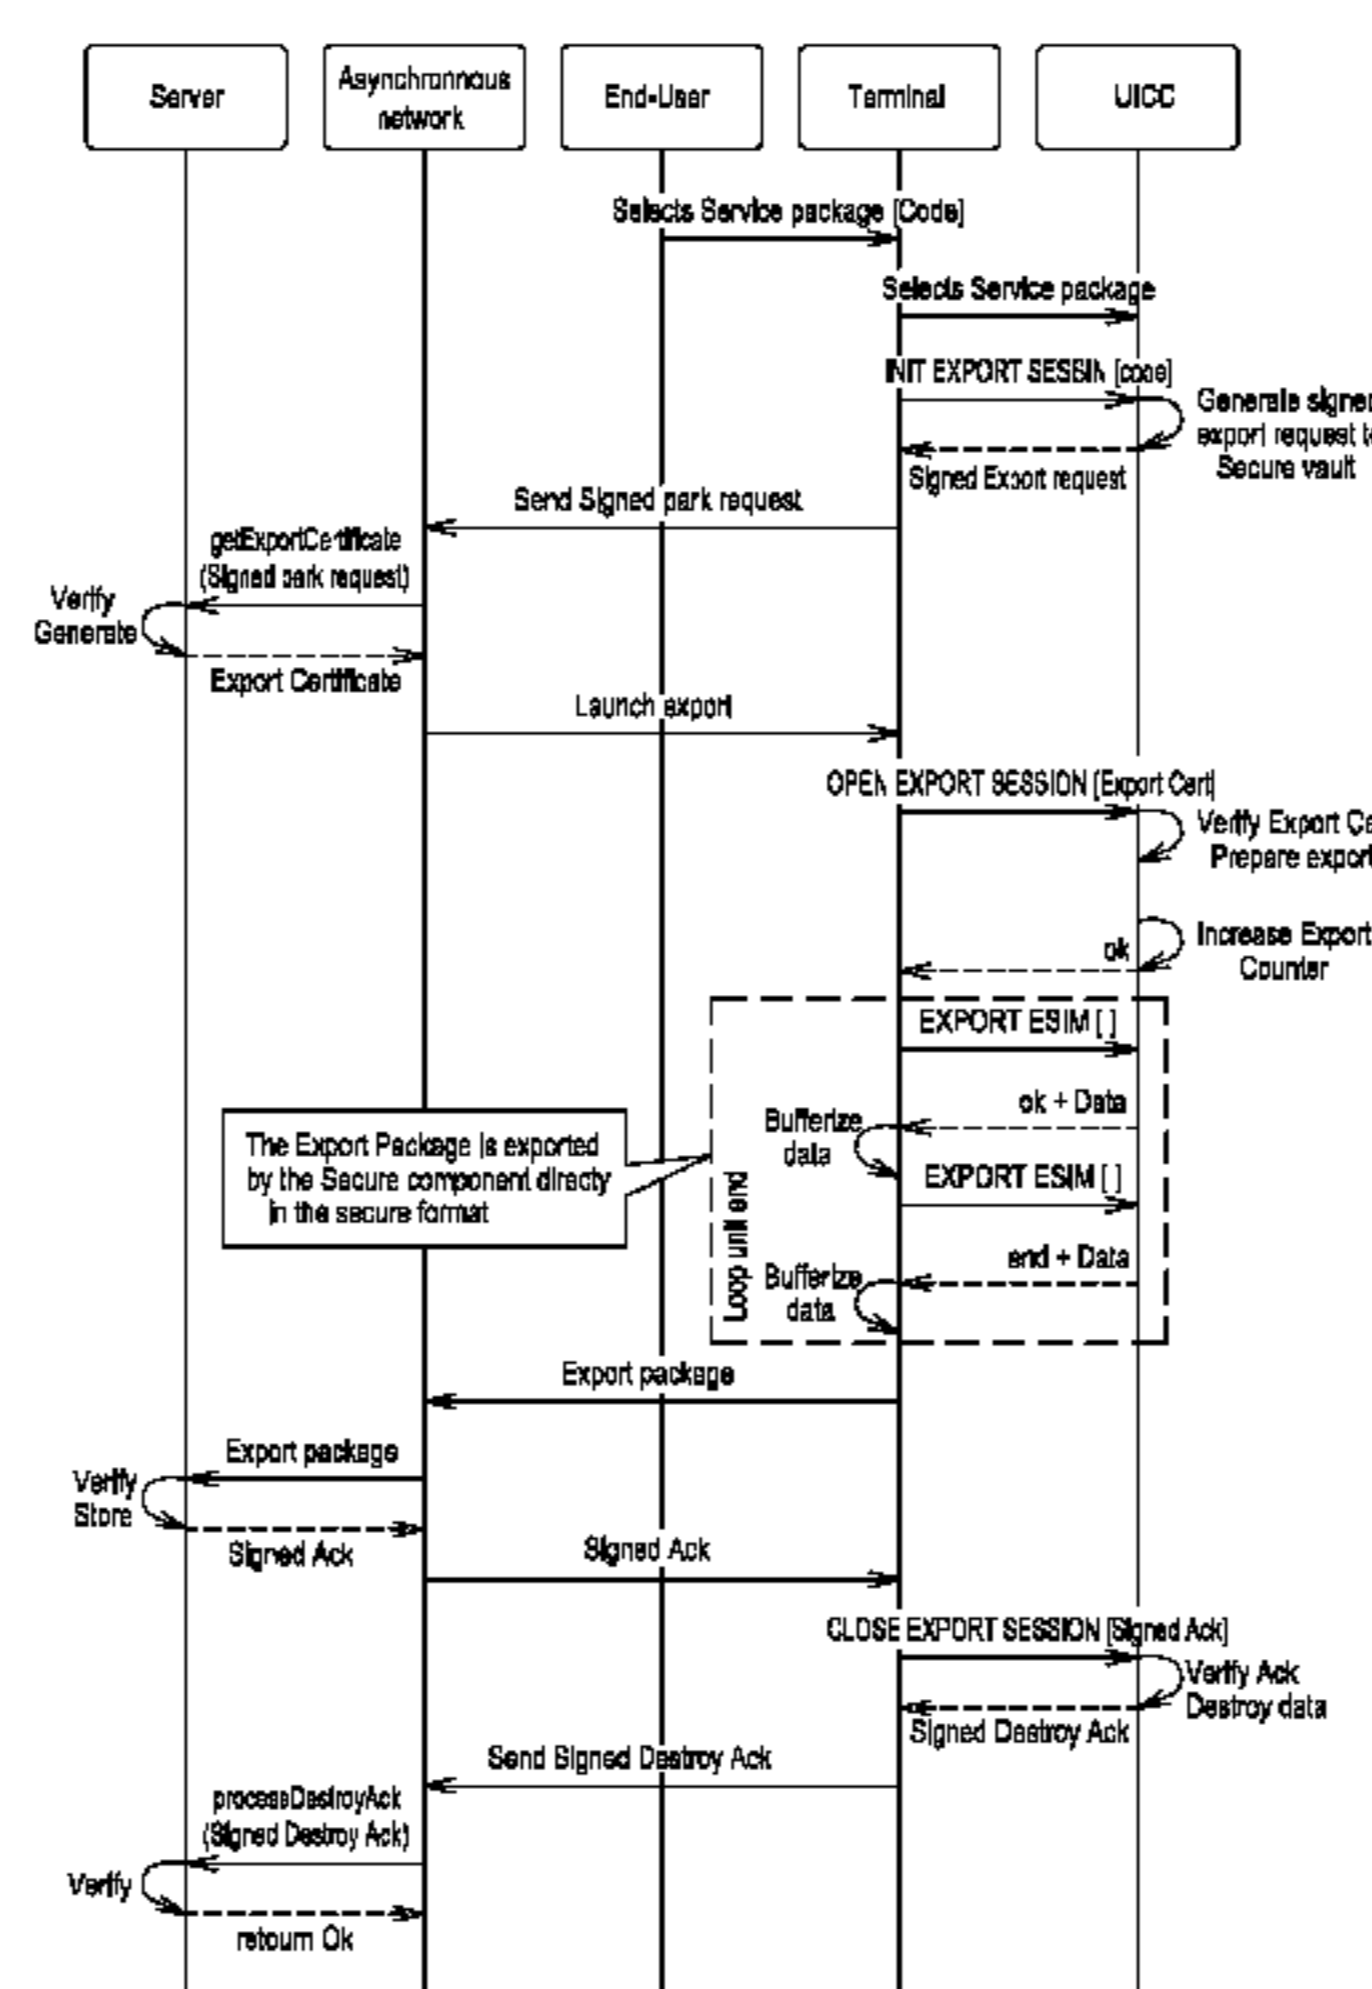 Server
Asynchronnous
network
End-User
Terminal
UICC
Selects Service package [Code]
Selects Service package
INIT EXPORT SESSIN [code]
Generate signed
export request to
Secure vault
Signed Export request
Send Signed park request
getExportCertificate
(Signed park request)
Verify
Generate
Export Certificate
Launch export
OPEN EXPORT SESSION [Export Cert]
Verify Export Ce
Prepare export
Increase Export
Counter
ok
EXPORT ESIM [ ]
ok + Data
Bufferize
data
The Export Package is exported
by the Secure component directy
in the secure format
EXPORT ESIM [ ]
Loop until end
end + Data
Bufferize
data
Export package
Export package
Verify
Store
Signed Ack
Signed Ack
CLOSE EXPORT SESSION [Signed Ack]
Verify Ack
Destroy data
Signed Destroy Ack
Send Signed Destroy Ack
processDestroyAck
(Signed Destroy Ack)
Verify
retourn Ok